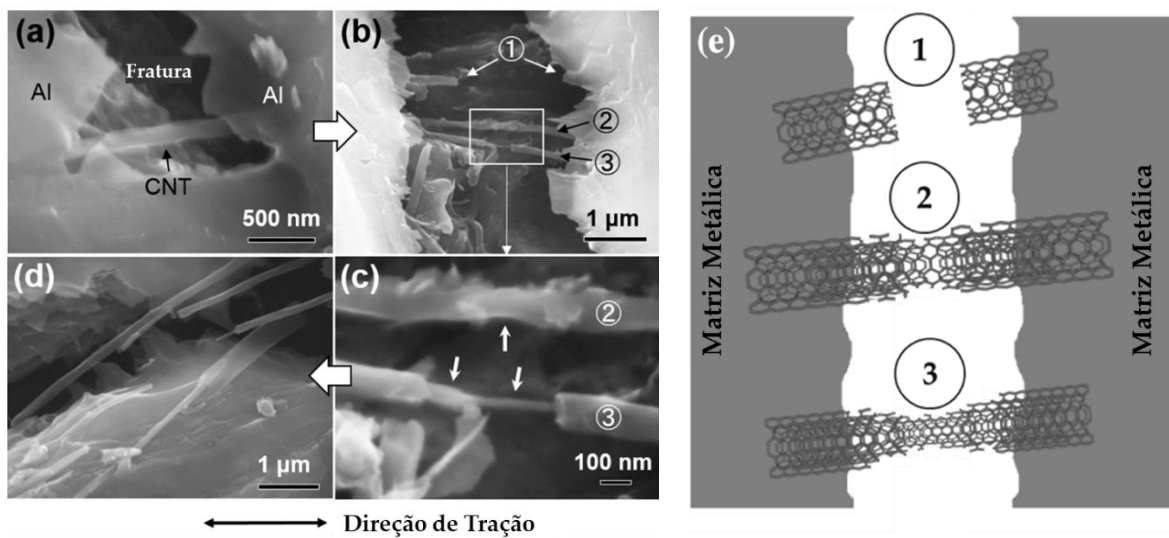 (a)
Fratura
Al
Al
CNT
500 nm
(b)
①
②
③
1 µm
(d)
1 µm
(c)
②
③
100 nm
Direção de Tração
(e)
1
2
3
Matriz Metálica
Matriz Metálica